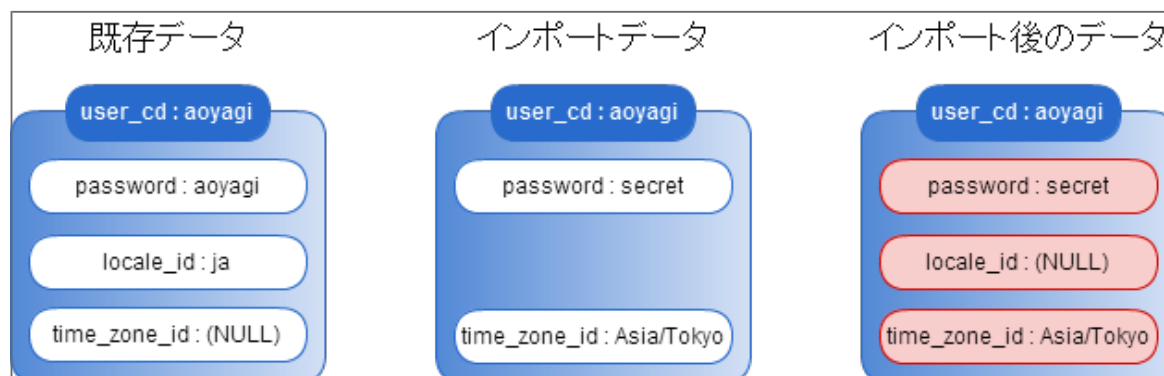 既存データ
インポートデータ
インポート後のデータ
user_cd : aoyagi
user_cd : aoyagi
user_cd : aoyagi
password : aoyagi
password : secret
password : secret
locale_id : ja
locale_id : (NULL)
time_zone_id : (NULL)
time_zone_id : Asia/Tokyo
time_zone_id : Asia/Tokyo